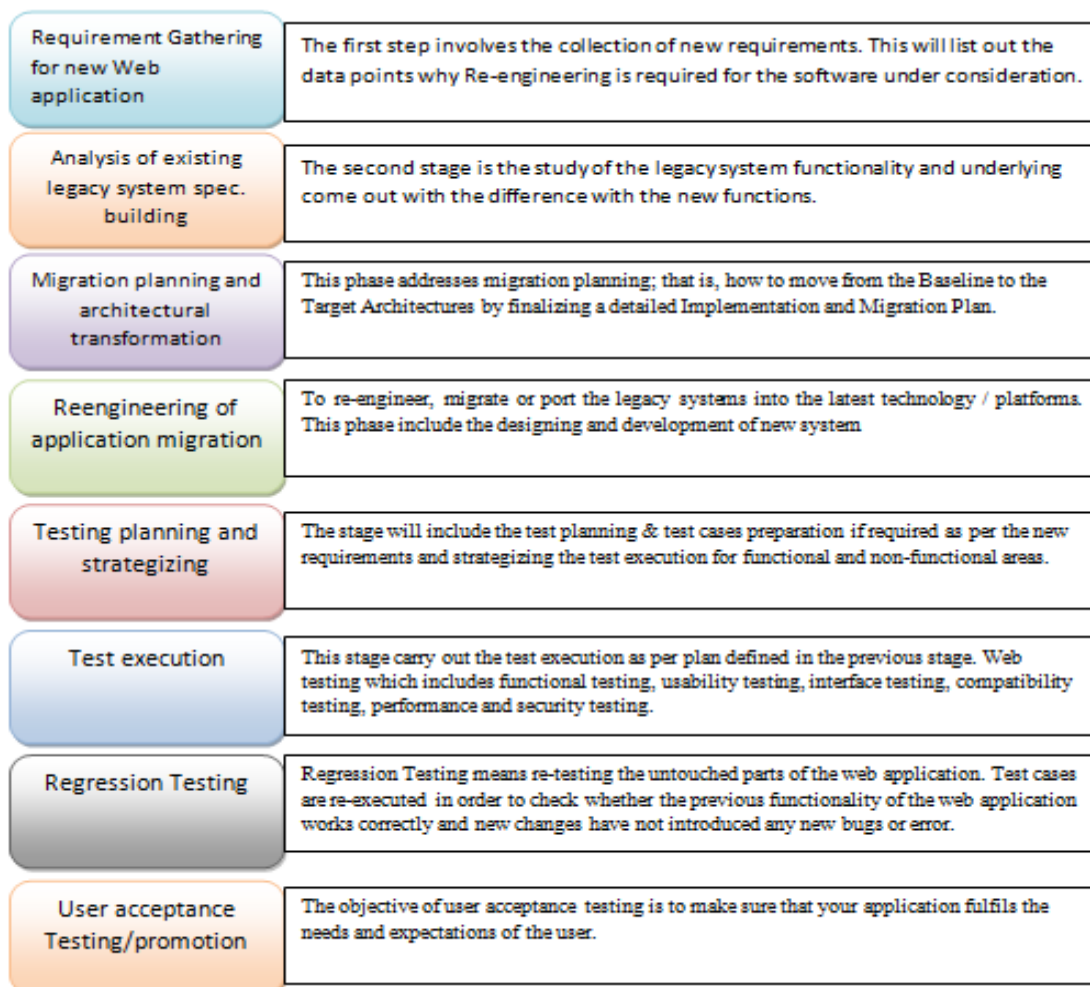 Requirement Gathering
for new Web
application
The first step involves the collection of new requirements. This will list out the
data points why Re-engineering is required for the software under consideration.
Analysis of existing
legacy system spec.
building
The second stage is the study of the legacy system functionality and underlying
come out with the difference with the new functions.
Migration planning and
architectural
transformation
This phase addresses migration planning; that is, how to move from the Baseline to the
Target Architectures by finalizing a detailed Implementation and Migration Plan.
Reengineering of
application migration
To re-engineer, migrate or port the legacy systems into the latest technology / platforms.
This phase include the designing and development of new system
Testing planning and
strategizing
The stage will include the test planning & test cases preparation if required as per the new
requirements and strategizing the test execution for functional and non-functional areas.
Test execution
This stage carry out the test execution as per plan defined in the previous stage. Web
testing which includes functional testing, usability testing, interface testing, compatibility
testing, performance and security testing.
Regression Testing
Regression Testing means re-testing the untouched parts of the web application. Test cases
are re-executed in order to check whether the previous functionality of the web application
works correctly and new changes have not introduced any new bugs or error.
User acceptance
Testing/promotion
The objective of user acceptance testing is to make sure that your application fulfils the
needs and expectations of the user.